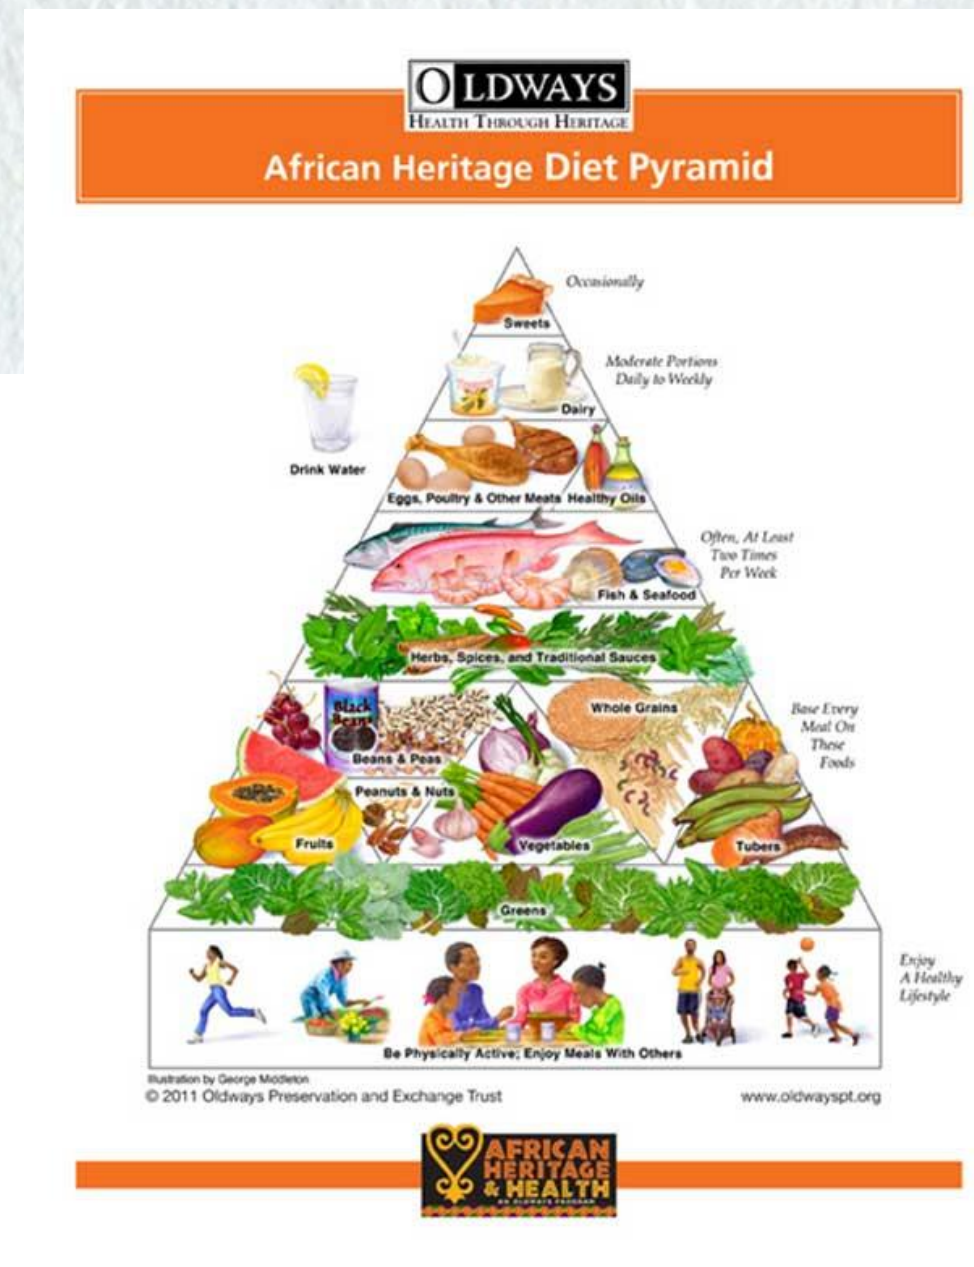 OLDWAYS
HEALTH THROUGH HERITAGE
African Heritage Diet Pyramid
Occasionally
Sweets
Moderate Portions
Daily to Weekly
Dairy
Drink Water
Eggs, Poultry & Other Meats
Healthy Oils
Often, At Least
Two Times
Per Week
Fish & Seafood
Herbs, Spices, and Traditional Sauces
Black
Beans
Beans & Peas
Whole Grains
Base Every
Meal On
These
Foods
Peanuts & Nuts
Fruits
Vegetables
Tubers
Greens
Enjoy
A Healthy
Lifestyle
Be Physically Active; Enjoy Meals With Others
Illustration by George Middleton
© 2011 Oldways Preservation and Exchange Trust
www.oldwayspt.org
AFRICAN
HERITAGE
& HEALTH
AN OLDWAYS PROGRAM